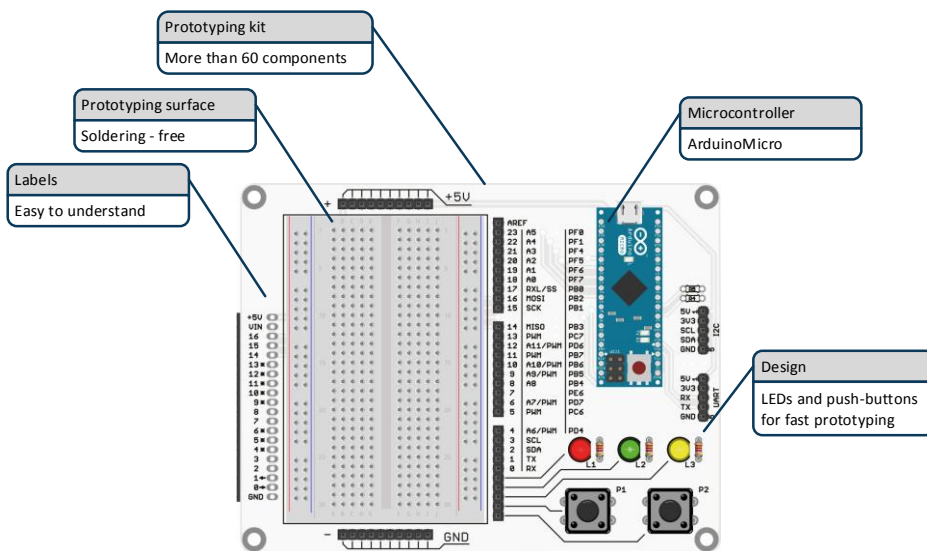 Prototyping kit
More than 60 components
Prototyping surface
Soldering - free
Microcontroller
ArduinoMicro
Labels
Easy to understand
+ +5V
AREF
23 A5 PF0
22 A4 PF1
21 A3 PF4
20 A2 PF5
19 A1 PF6
18 A0 PF7
17 RXL/SS PB0
16 MOSI PB2
15 SCK PB1
14 MISO PB3
13 PWM PC7
12 A11/PWM PD6
11 PWM PB7
10 A10/PWM PB6
9 A9/PWM PB5
8 A8 PB4
7 PE6
6 A7/PWM PD7
5 PWM PC6
4 A6/PWM PD4
3 SCL
2 SDA
1 TX
0 RX
+5V
VIN
16
15
14
13
12
11
10
9
8
7
6
5
4
3
2
1
0
GND
5V
3V3
SCL
SDA
GND
I2C
5V
3V3
RX
TX
GND
UART
Design
LEDs and push-buttons
for fast prototyping
L1 L2 L3
P1 P2
- GND